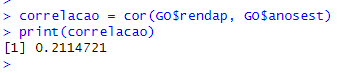 > correlacao = cor(GO$rendap, GO$anosest)
> print(correlacao)
[1] 0.2114721
>